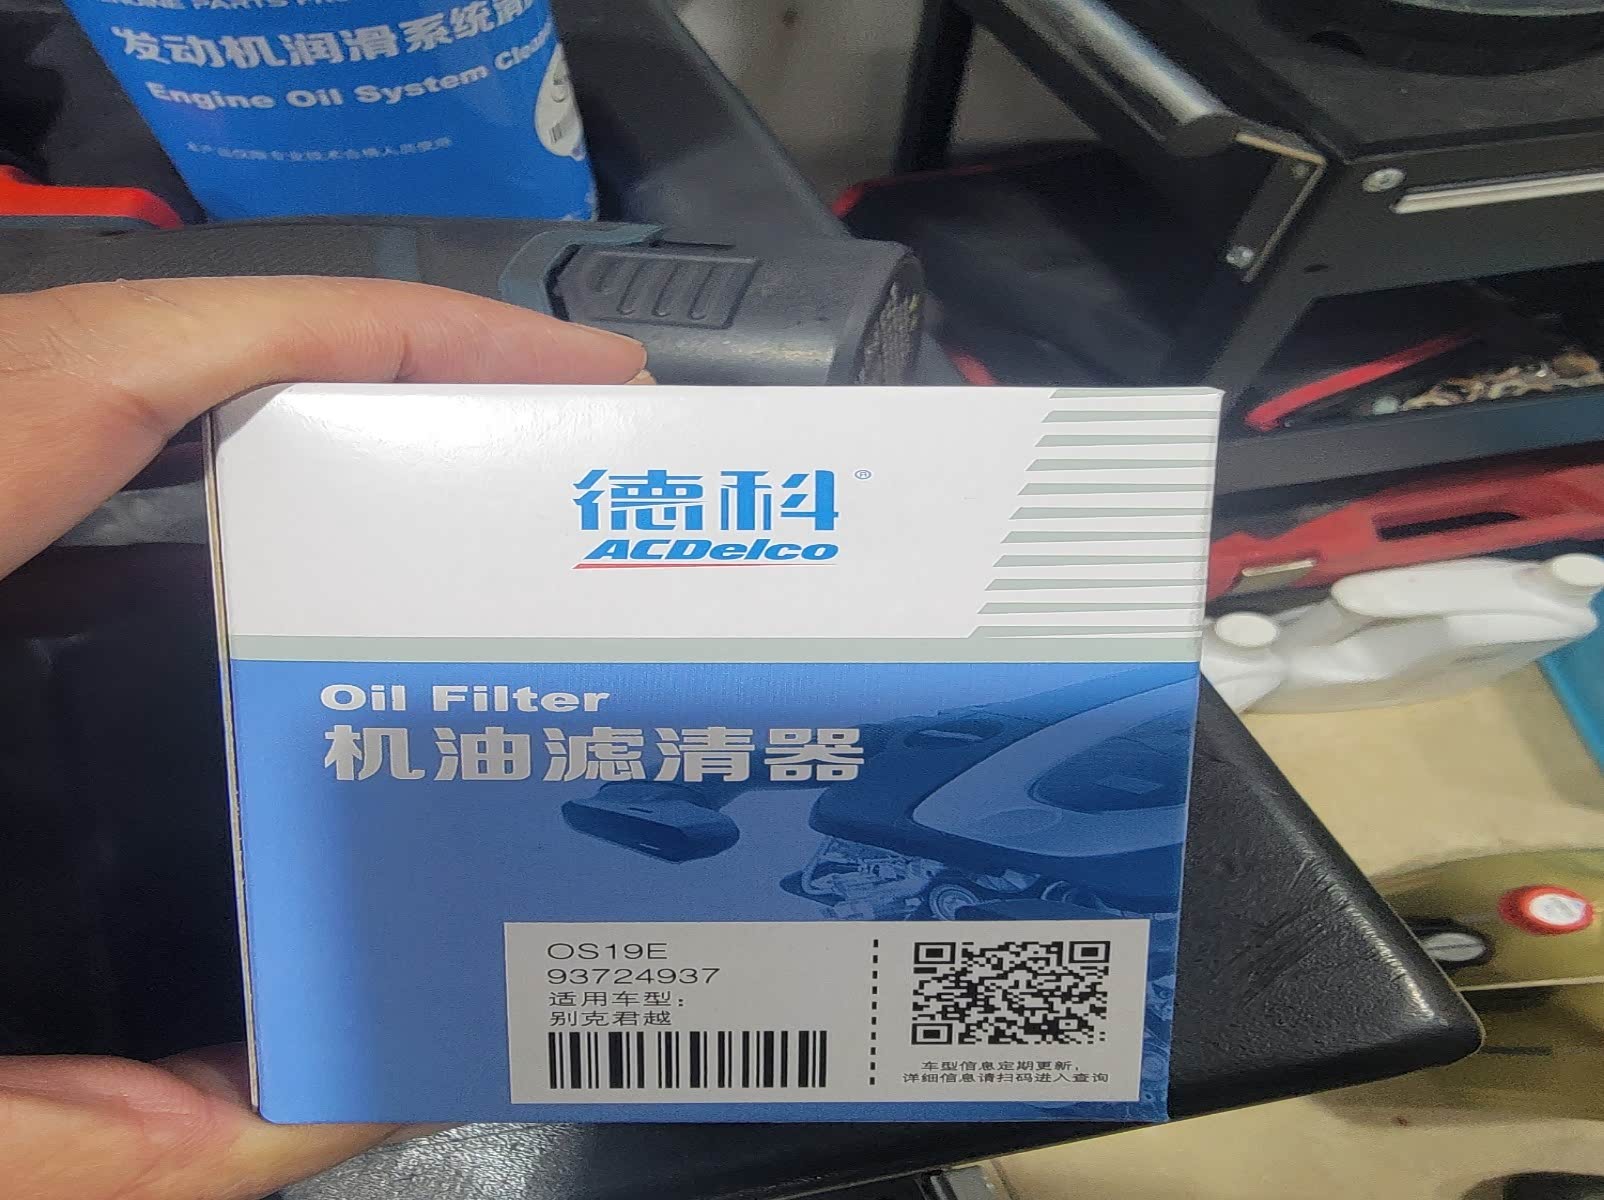 发动机润滑系统清
Engine Oil System Clean
德科®
ACDelco
Oil Filter
机油滤清器
OS19E
93724937
适用车型：
别克君越
车型信息定期更新，
详细信息请扫码进入查询